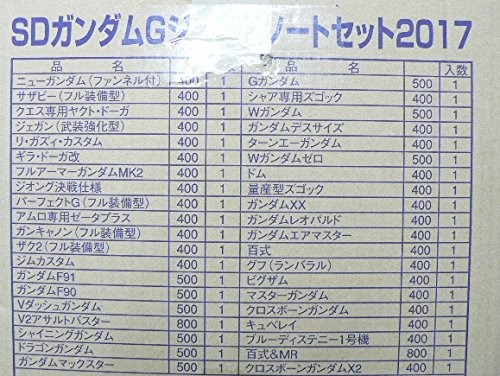 SDガンダムGジ ソートセット2017
品 名 数 品 名 入数
ニューガンダム(ファンネル付) 400 1 Gガンダム 500 1
サザビー(フル装備型) 400 1 シャア専用ズゴック 400 1
クエス専用ヤクト・ドーガ 400 1 Wガンダム 500 1
ジェガン(武装強化型) 400 1 ガンダムデスサイズ 400 1
リ・ガズィ・カスタム 400 1 ターンエーガンダム 400 1
ギラ・ドーガ改 400 1 Wガンダムゼロ 500 1
フルアーマーガンダムMK2 400 1 ドム 400 1
ジオング決戦仕様 400 1 量産型ズゴック 400 1
パーフェクトG(フル装備型) 400 1 ガンダムXX 400 1
アムロ専用ゼータプラス 400 1 ガンダムレオパルド 400 1
ガンキャノン(フル装備型) 400 1 ガンダムエアマスター 400 1
ザク2(フル装備型) 400 1 百式 400 1
ジムカスタム 400 1 グフ(ランバラル) 400 1
ガンダムF91 500 1 ビグザム 400 1
ガンダムF90 500 1 マスターガンダム 400 1
Vダッシュガンダム 500 1 クロスボーンガンダム 400 1
V2アサルトバスター 800 1 キュベレイ 400 1
シャイニングガンダム 500 1 ブルーディスティニー1号機 400 1
ドラゴンガンダム 500 1 百式&MR 800 1
ガンダムマックスター 500 1 クロスボーンガンダムX2 400 1